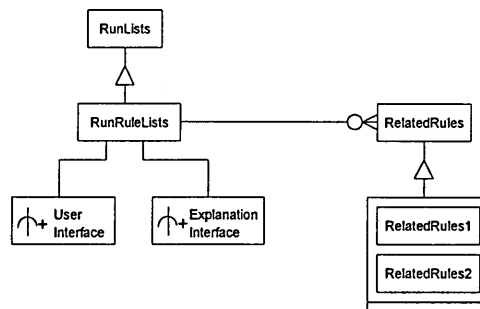 RunLists
RunRuleLists
RelatedRules
User
Interface
Explanation
Interface
RelatedRules1
RelatedRules2